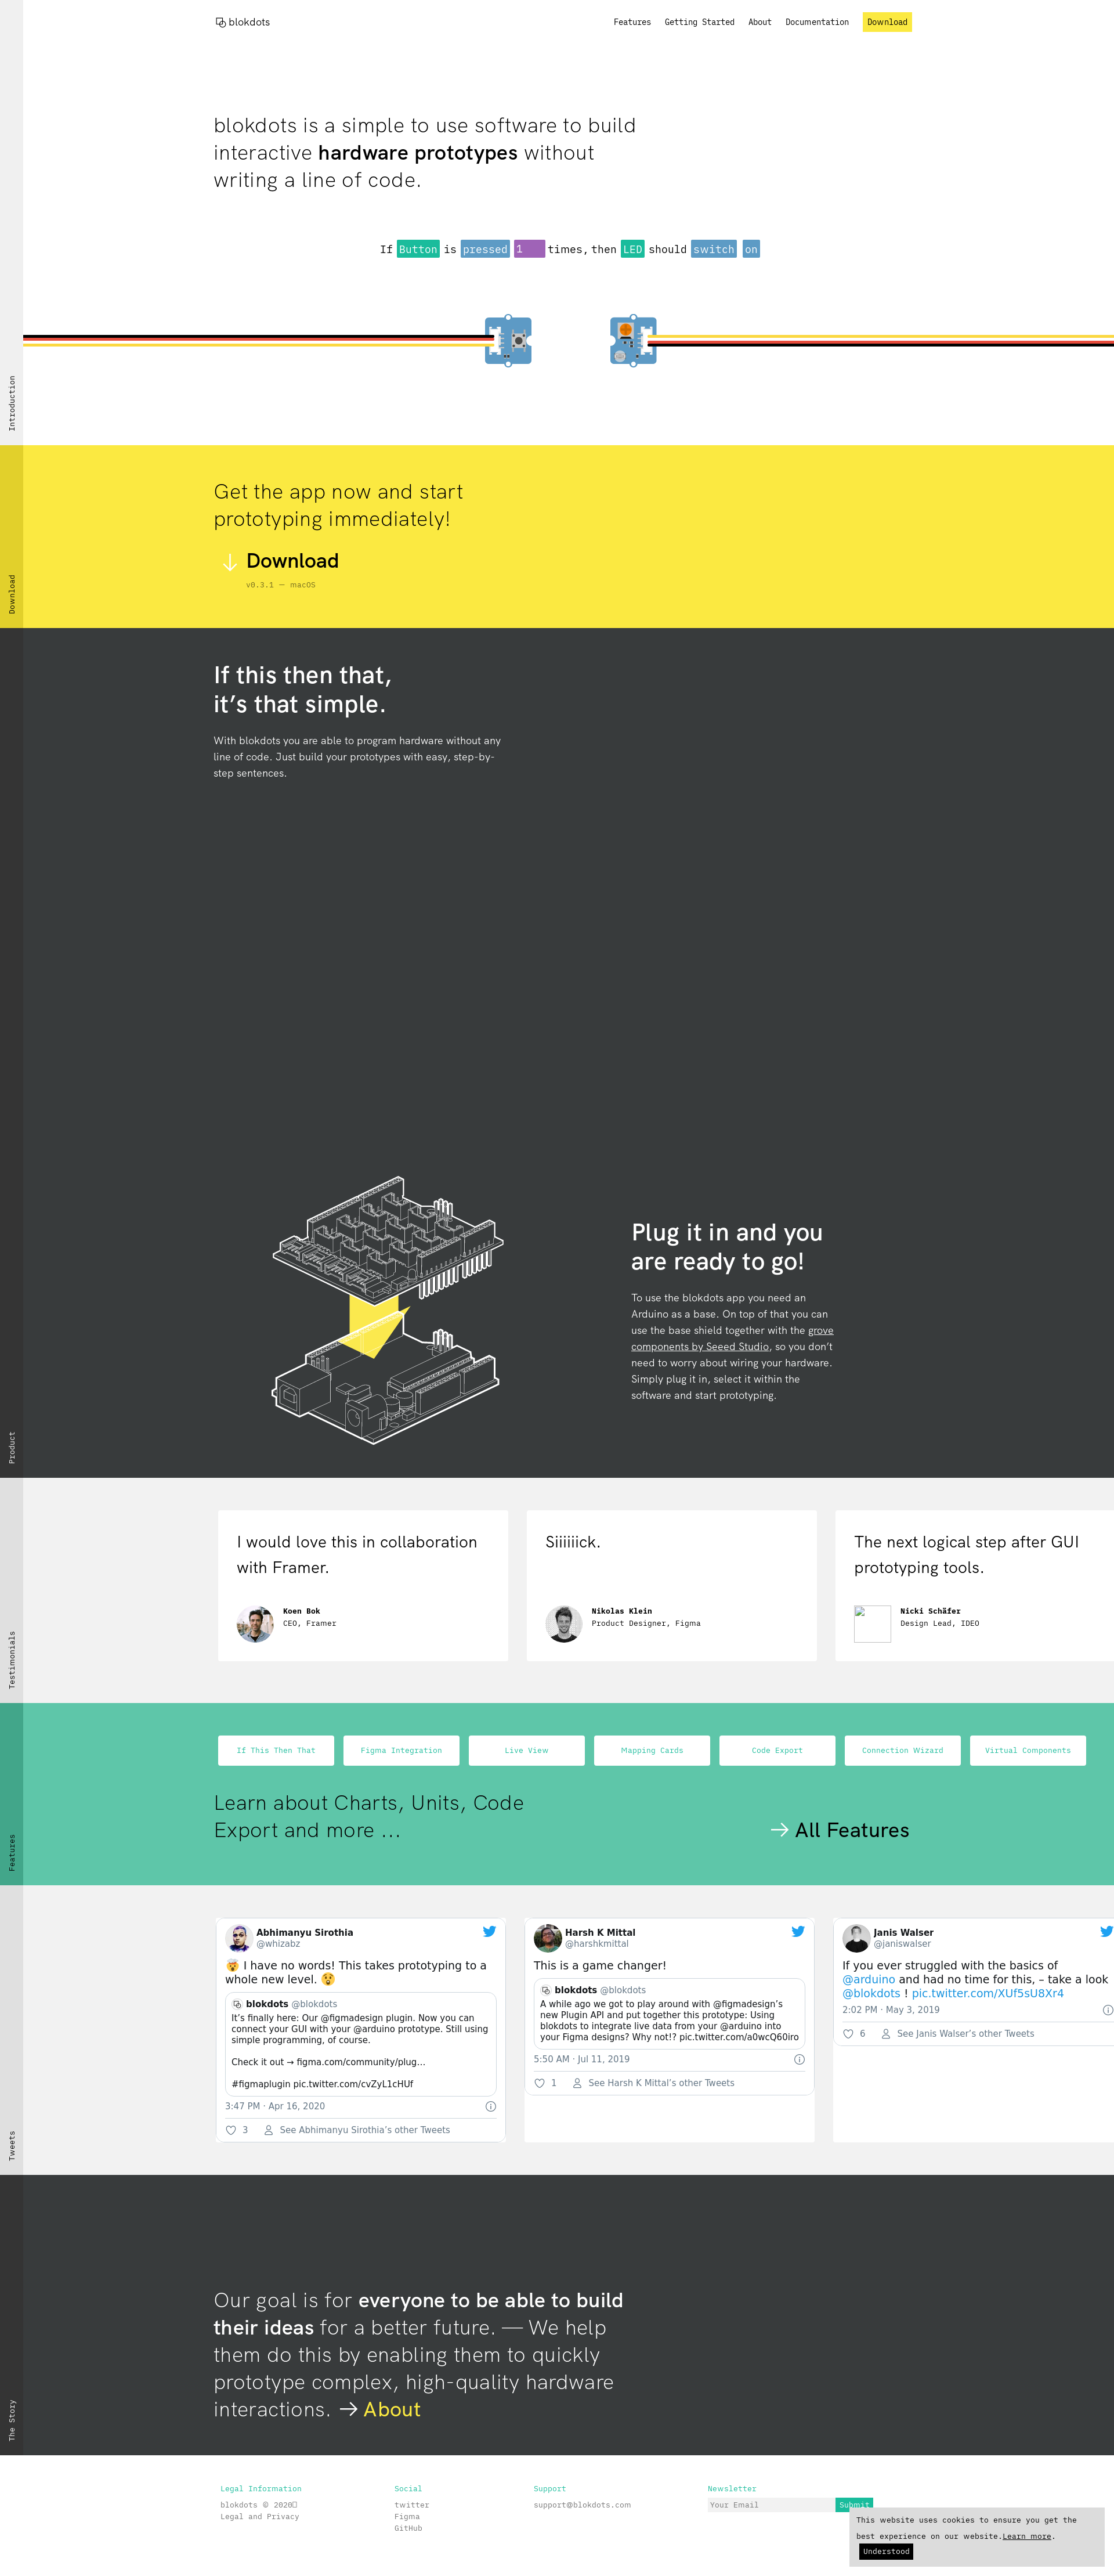 blokdots
Features
Getting Started
About
Documentation
Download
blokdots is a simple to use software to build
interactive hardware prototypes without
writing a line of code.
If Button is pressed 1 times, then LED should switch on
Introduction
Get the app now and start
prototyping immediately!
↓ Download
v0.3.1 — macOS
Download
If this then that,
it’s that simple.
With blokdots you are able to program hardware without any
line of code. Just build your prototypes with easy, step-by-
step sentences.
Plug it in and you
are ready to go!
To use the blokdots app you need an
Arduino as a base. On top of that you can
use the base shield together with the grove
components by Seeed Studio, so you don’t
need to worry about wiring your hardware.
Simply plug it in, select it within the
software and start prototyping.
Product
I would love this in collaboration
with Framer.
Koen Bok
CEO, Framer
Siiiiiick.
Nikolas Klein
Product Designer, Figma
The next logical step after GUI
prototyping tools.
Nicki Schäfer
Design Lead, IDEO
Testimonials
If This Then That
Figma Integration
Live View
Mapping Cards
Code Export
Connection Wizard
Virtual Components
Learn about Charts, Units, Code
Export and more ...
→ All Features
Features
Abhimanyu Sirothia
@whizabz
🤯 I have no words! This takes prototyping to a
whole new level. 😲
blokdots @blokdots
It’s finally here: Our @figmadesign plugin. Now you can
connect your GUI with your @arduino prototype. Still using
simple programming, of course.
Check it out → figma.com/community/plug…
#figmaplugin pic.twitter.com/cvZyL1cHUf
3:47 PM · Apr 16, 2020
3 See Abhimanyu Sirothia’s other Tweets
Harsh K Mittal
@harshkmittal
This is a game changer!
blokdots @blokdots
A while ago we got to play around with @figmadesign’s
new Plugin API and put together this prototype: Using
blokdots to integrate live data from your @arduino into
your Figma designs? Why not!? pic.twitter.com/a0wcQ60iro
5:50 AM · Jul 11, 2019
1 See Harsh K Mittal’s other Tweets
Janis Walser
@janiswalser
If you ever struggled with the basics of
@arduino and had no time for this, – take a look
@blokdots ! pic.twitter.com/XUf5sU8Xr4
2:02 PM · May 3, 2019
6 See Janis Walser’s other Tweets
Tweets
Our goal is for everyone to be able to build
their ideas for a better future. — We help
them do this by enabling them to quickly
prototype complex, high-quality hardware
interactions. → About
The Story
Legal Information
blokdots © 2020
Legal and Privacy
Social
twitter
Figma
GitHub
Support
support@blokdots.com
Newsletter
Your Email
Submit
This website uses cookies to ensure you get the
best experience on our website. Learn more.
Understood